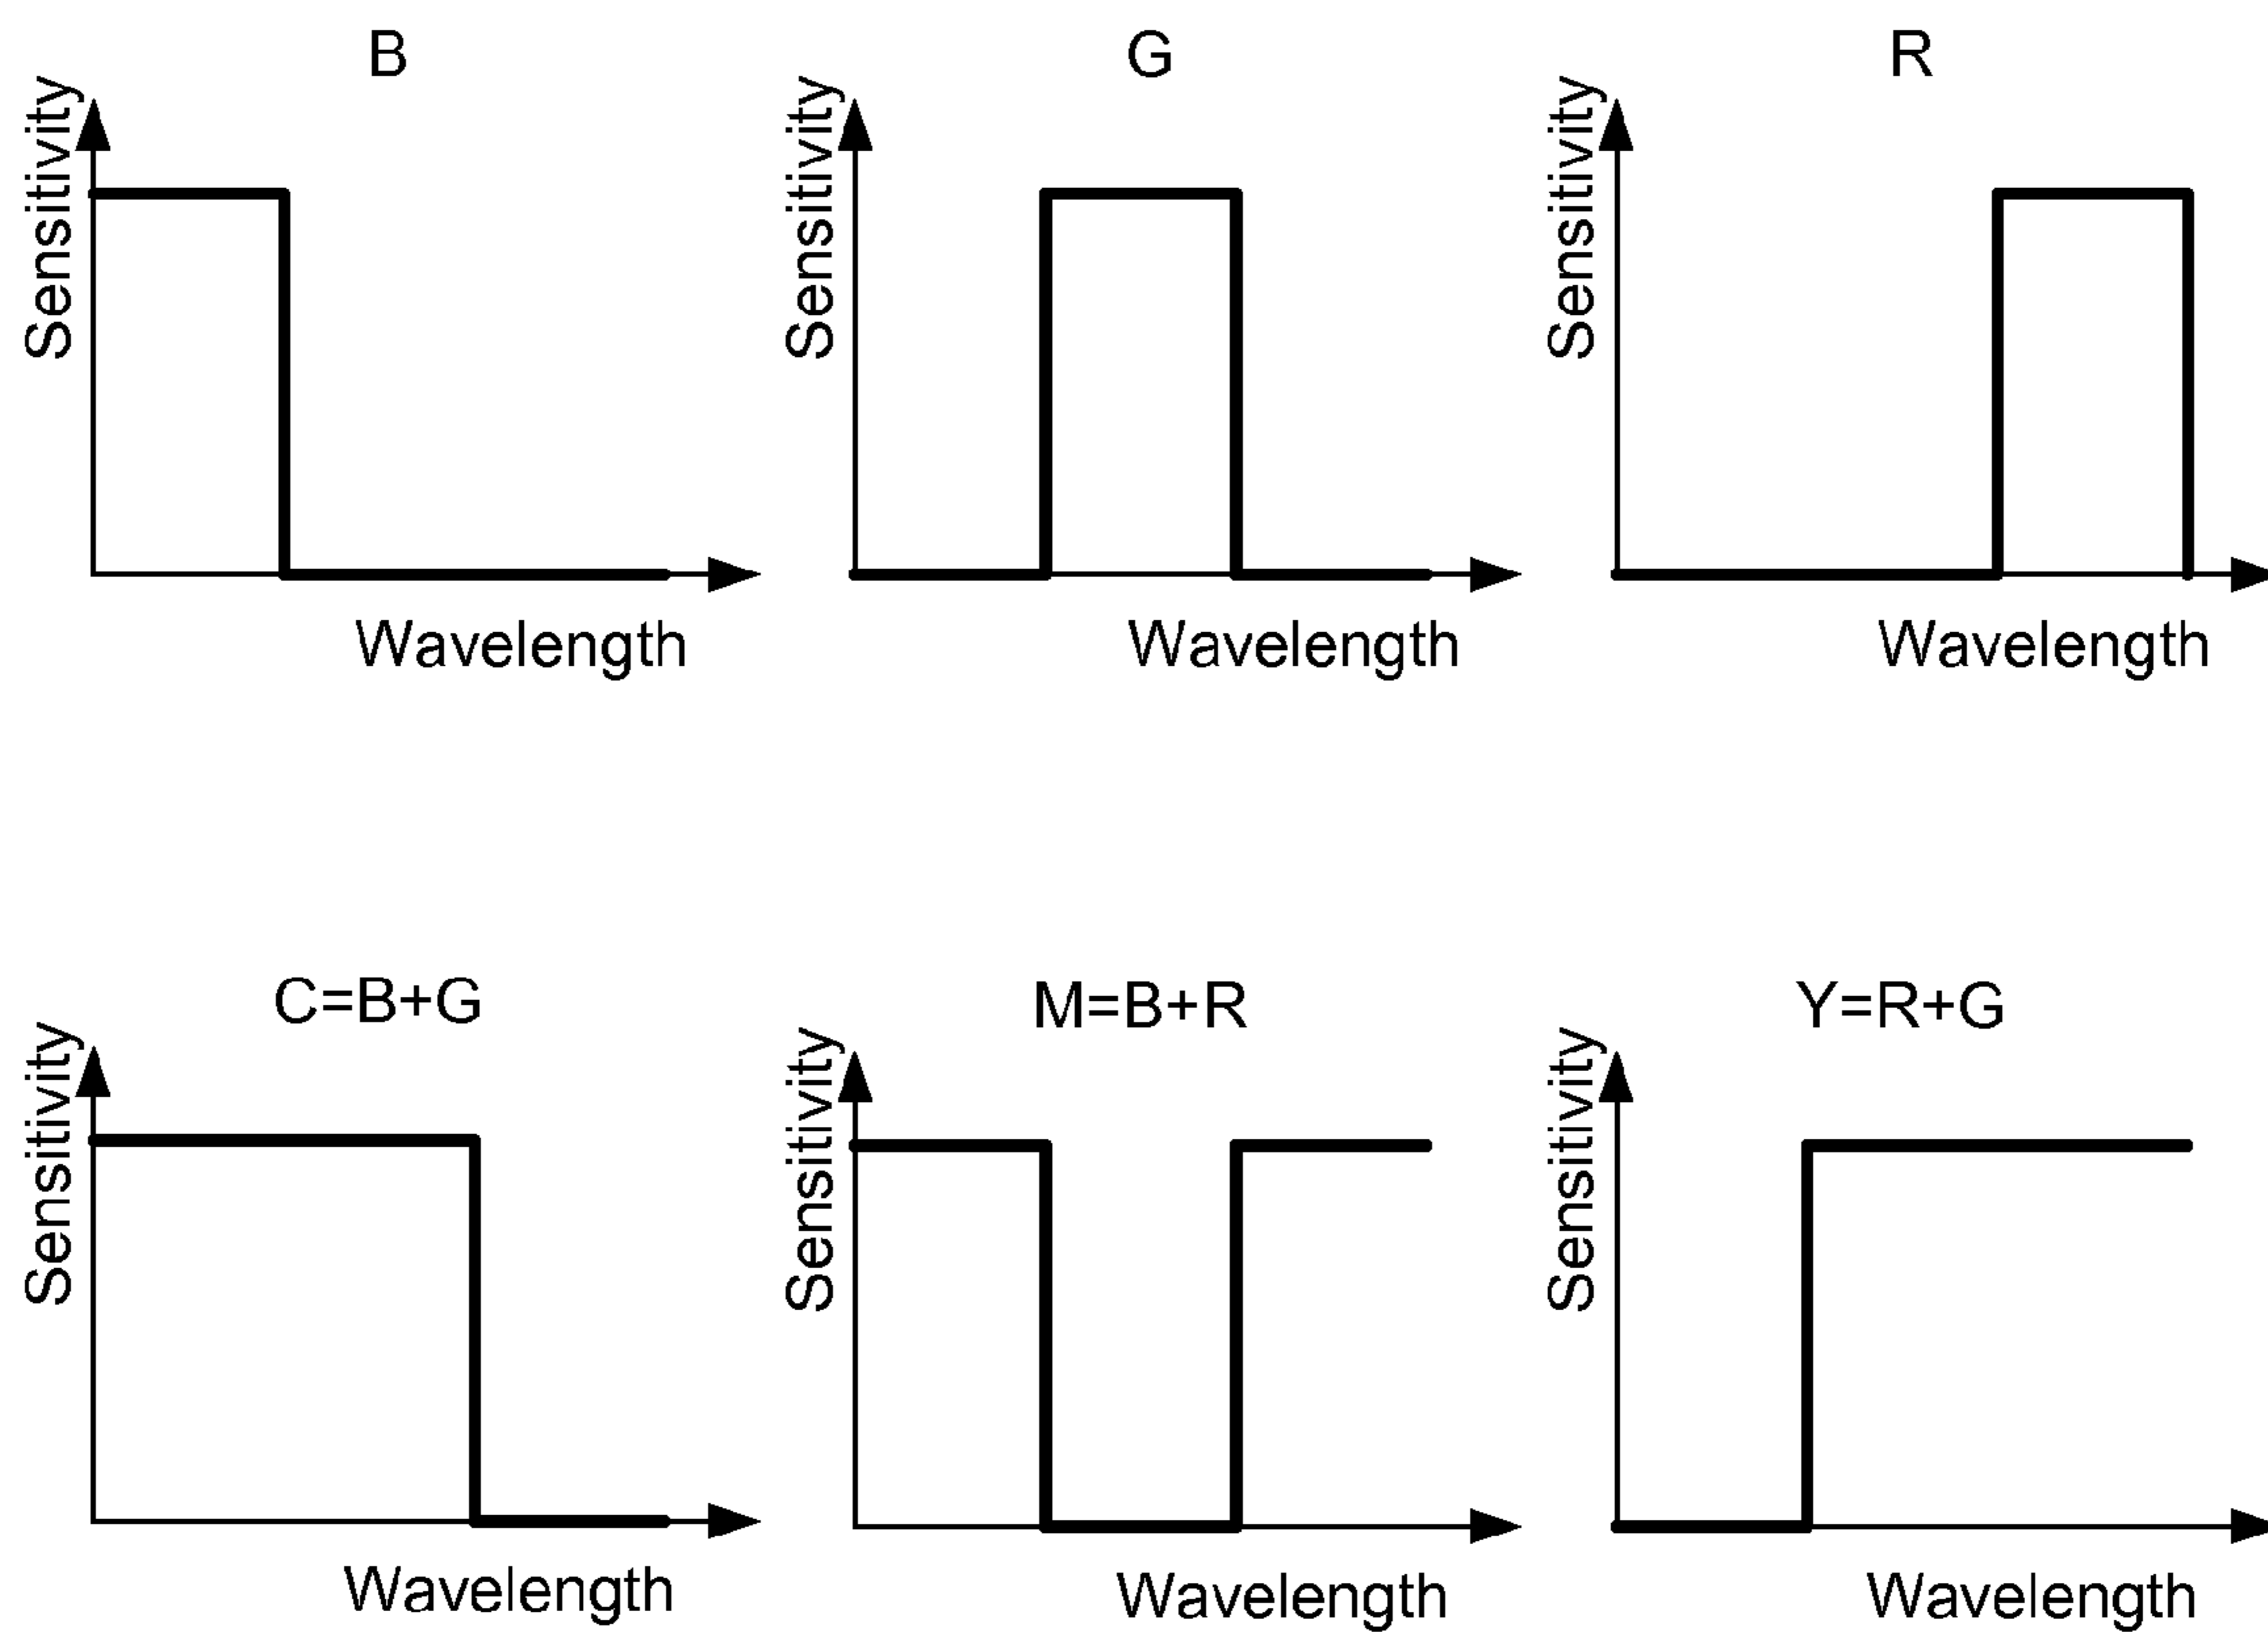 B
Sensitivity
Wavelength
G
Sensitivity
Wavelength
R
Sensitivity
Wavelength
C=B+G
Sensitivity
Wavelength
M=B+R
Sensitivity
Wavelength
Y=R+G
Sensitivity
Wavelength